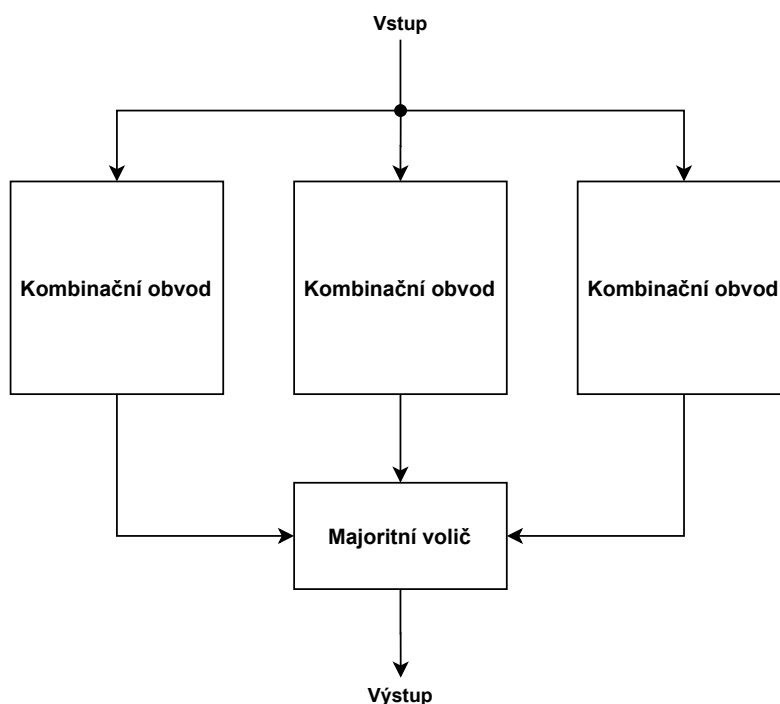 Vstup
Kombinační obvod
Kombinační obvod
Kombinační obvod
Majoritní volič
Výstup